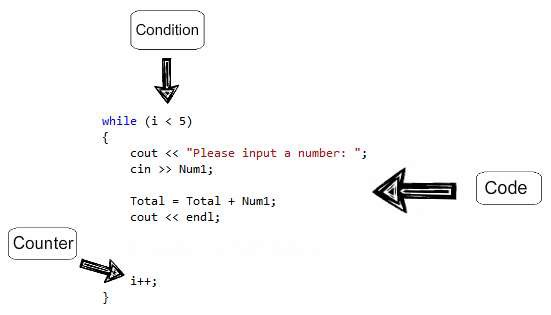 Condition
while (i < 5)
{
cout << "Please input a number: ";
cin >> Num1;
Code
Total = Total + Num1;
cout << endl;
Counter
i++;
}